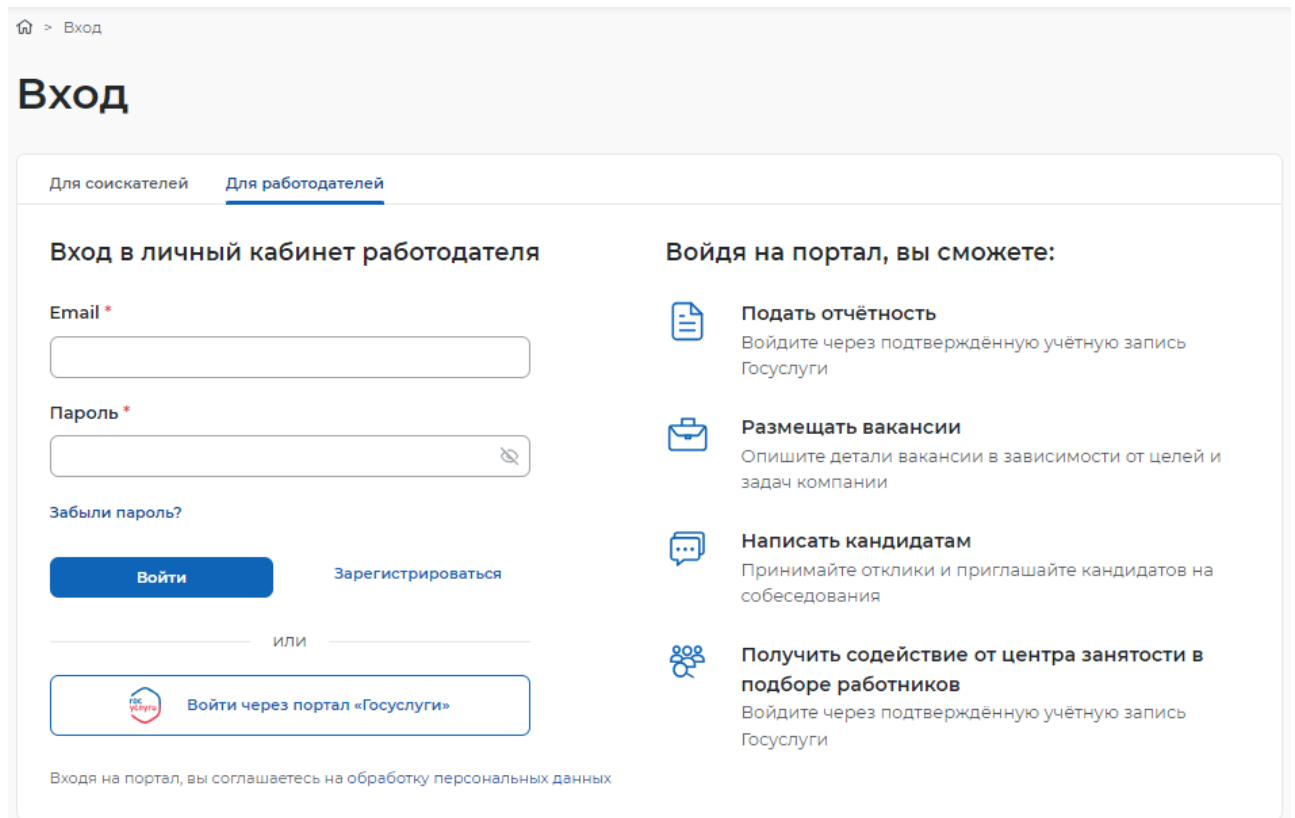 > Вход
Вход
Для соискателей
Для работодателей
Вход в личный кабинет работодателя
Email *
Пароль *
Забыли пароль?
Войти
Зарегистрироваться
или
гос
услуги
Войти через портал «Госуслуги»
Входя на портал, вы соглашаетесь на обработку персональных данных
Войдя на портал, вы сможете:
Подать отчётность
Войдите через подтверждённую учётную запись
Госуслуги
Размещать вакансии
Опишите детали вакансии в зависимости от целей и
задач компании
Написать кандидатам
Принимайте отклики и приглашайте кандидатов на
собеседования
Получить содействие от центра занятости в
подборе работников
Войдите через подтверждённую учётную запись
Госуслуги